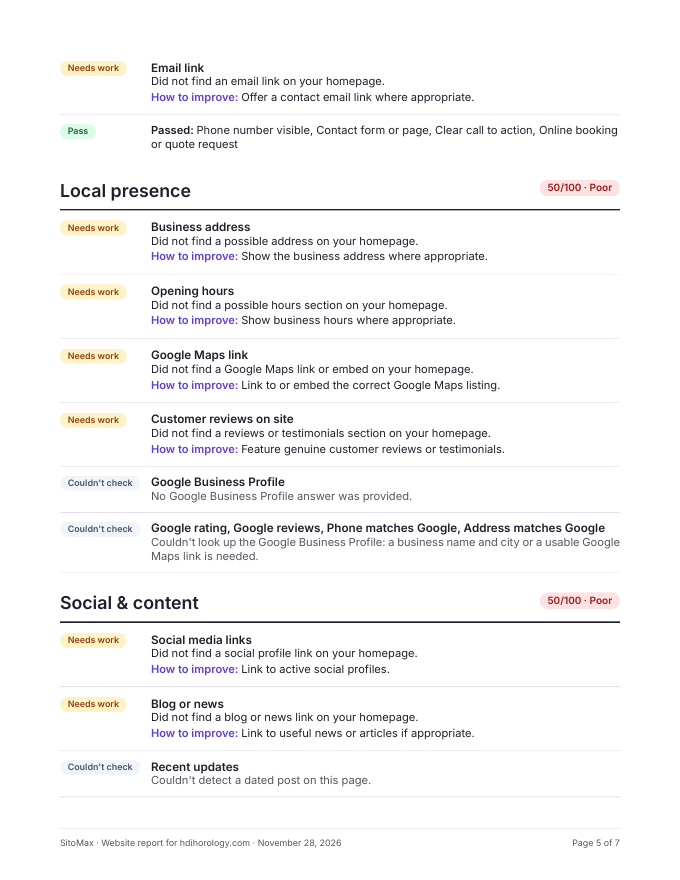 Needs work
Email link
Did not find an email link on your homepage.
How to improve: Offer a contact email link where appropriate.
Pass
Passed: Phone number visible, Contact form or page, Clear call to action, Online booking
or quote request
Local presence
50/100 · Poor
Needs work
Business address
Did not find a possible address on your homepage.
How to improve: Show the business address where appropriate.
Needs work
Opening hours
Did not find a possible hours section on your homepage.
How to improve: Show business hours where appropriate.
Needs work
Google Maps link
Did not find a Google Maps link or embed on your homepage.
How to improve: Link to or embed the correct Google Maps listing.
Needs work
Customer reviews on site
Did not find a reviews or testimonials section on your homepage.
How to improve: Feature genuine customer reviews or testimonials.
Couldn't check
Google Business Profile
No Google Business Profile answer was provided.
Couldn't check
Google rating, Google reviews, Phone matches Google, Address matches Google
Couldn't look up the Google Business Profile: a business name and city or a usable Google
Maps link is needed.
Social & content
50/100 · Poor
Needs work
Social media links
Did not find a social profile link on your homepage.
How to improve: Link to active social profiles.
Needs work
Blog or news
Did not find a blog or news link on your homepage.
How to improve: Link to useful news or articles if appropriate.
Couldn't check
Recent updates
Couldn't detect a dated post on this page.
SitoMax · Website report for hdihorology.com · November 28, 2026
Page 5 of 7